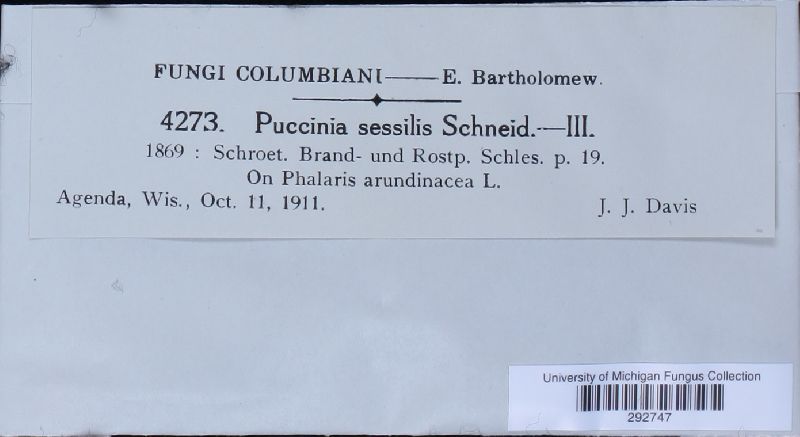 FUNGI COLUMBIANI—E. Bartholomew.
4273. Puccinia sessilis Schneid.—III.
1869 : Schroet. Brand- und Rostp. Schles. p. 19.
On Phalaris arundinacea L.
Agenda, Wis., Oct. 11, 1911. J. J. Davis
University of Michigan Fungus Collection
292747